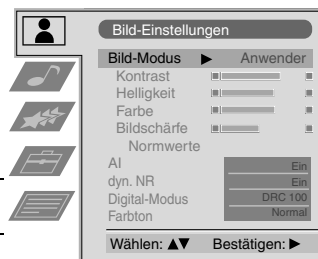 Bild-Einstellungen
Bild-Modus ▶ Anwender
Kontrast
Helligkeit
Farbe
Bildschärfe
Normwerte
AI Ein
dyn. NR Ein
Digital-Modus DRC 100
Farbton Normal
Wählen: ▲▼ Bestätigen: ▶